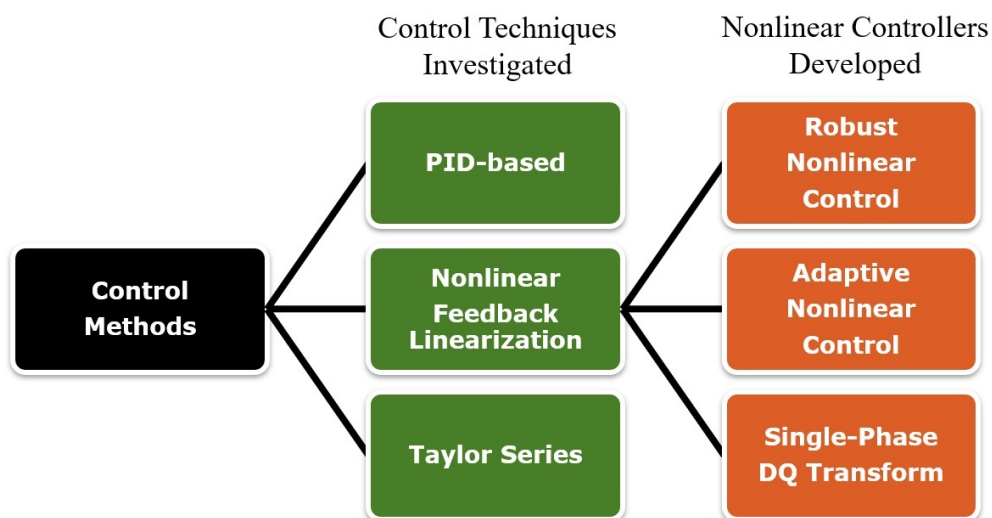 Control Techniques
Investigated
Nonlinear Controllers
Developed
Control
Methods
PID-based
Nonlinear
Feedback
Linearization
Taylor Series
Robust
Nonlinear
Control
Adaptive
Nonlinear
Control
Single-Phase
DQ Transform